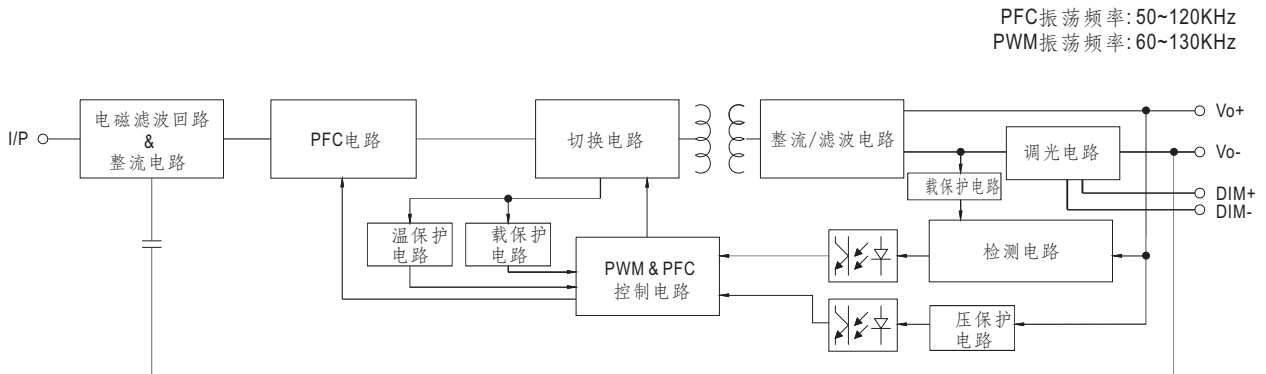 PFC振荡频率:50~120KHz
PWM振荡频率:60~130KHz
I/P
电磁滤波回路
&
整流电路
PFC电路
切换电路
整流/滤波电路
Vo+
调光电路
Vo-
载保护电路
DIM+
DIM-
温保护
电路
载保护
电路
PWM & PFC
控制电路
检测电路
压保护
电路